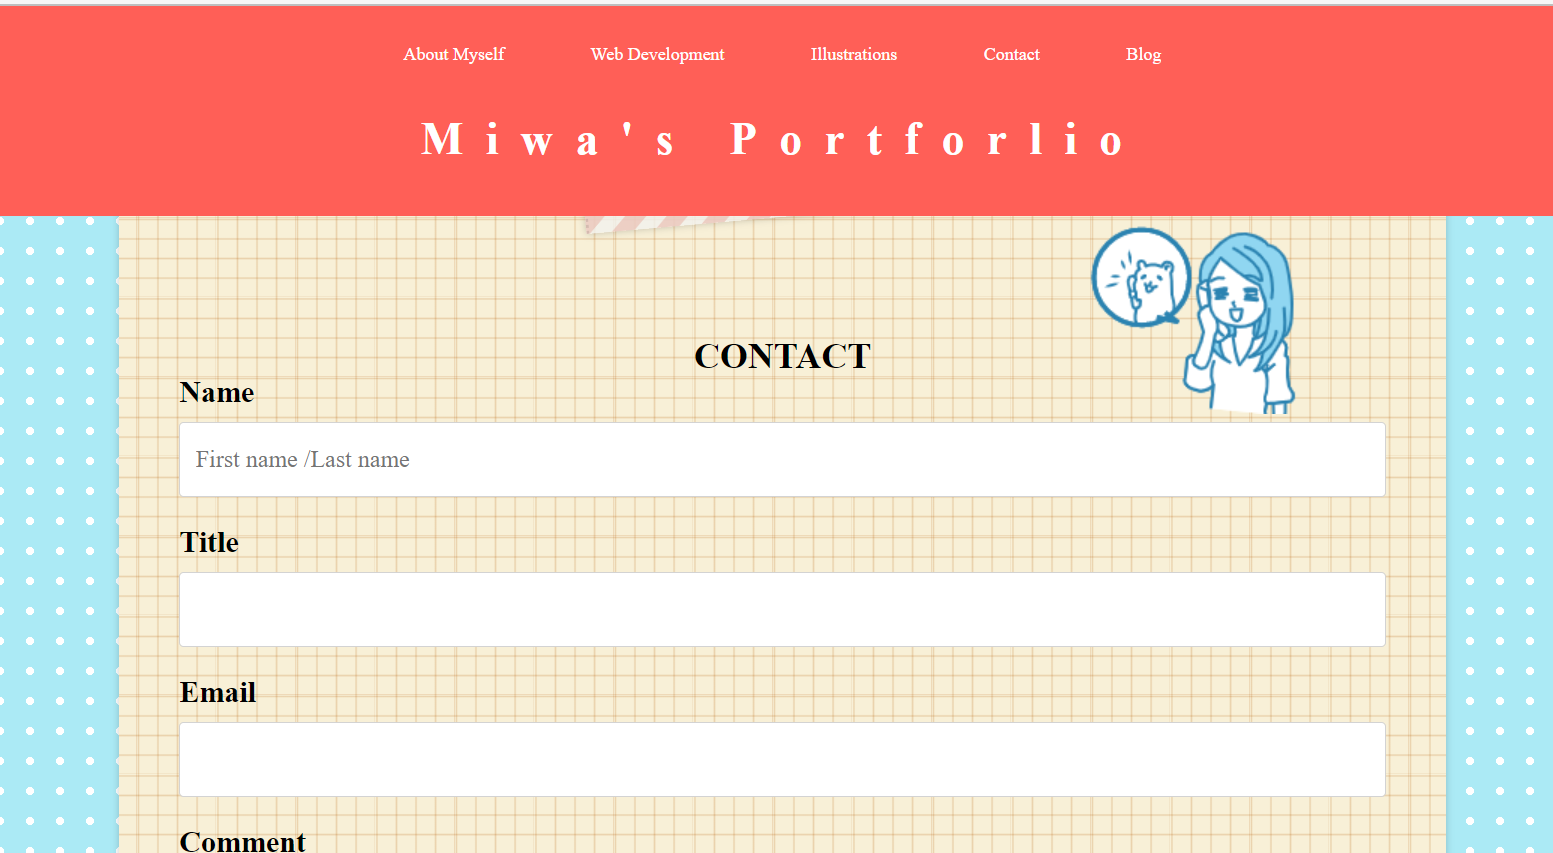 About Myself Web Development Illustrations Contact Blog
Miwa's Portforlio
CONTACT
Name
First name /Last name
Title
Email
Comment